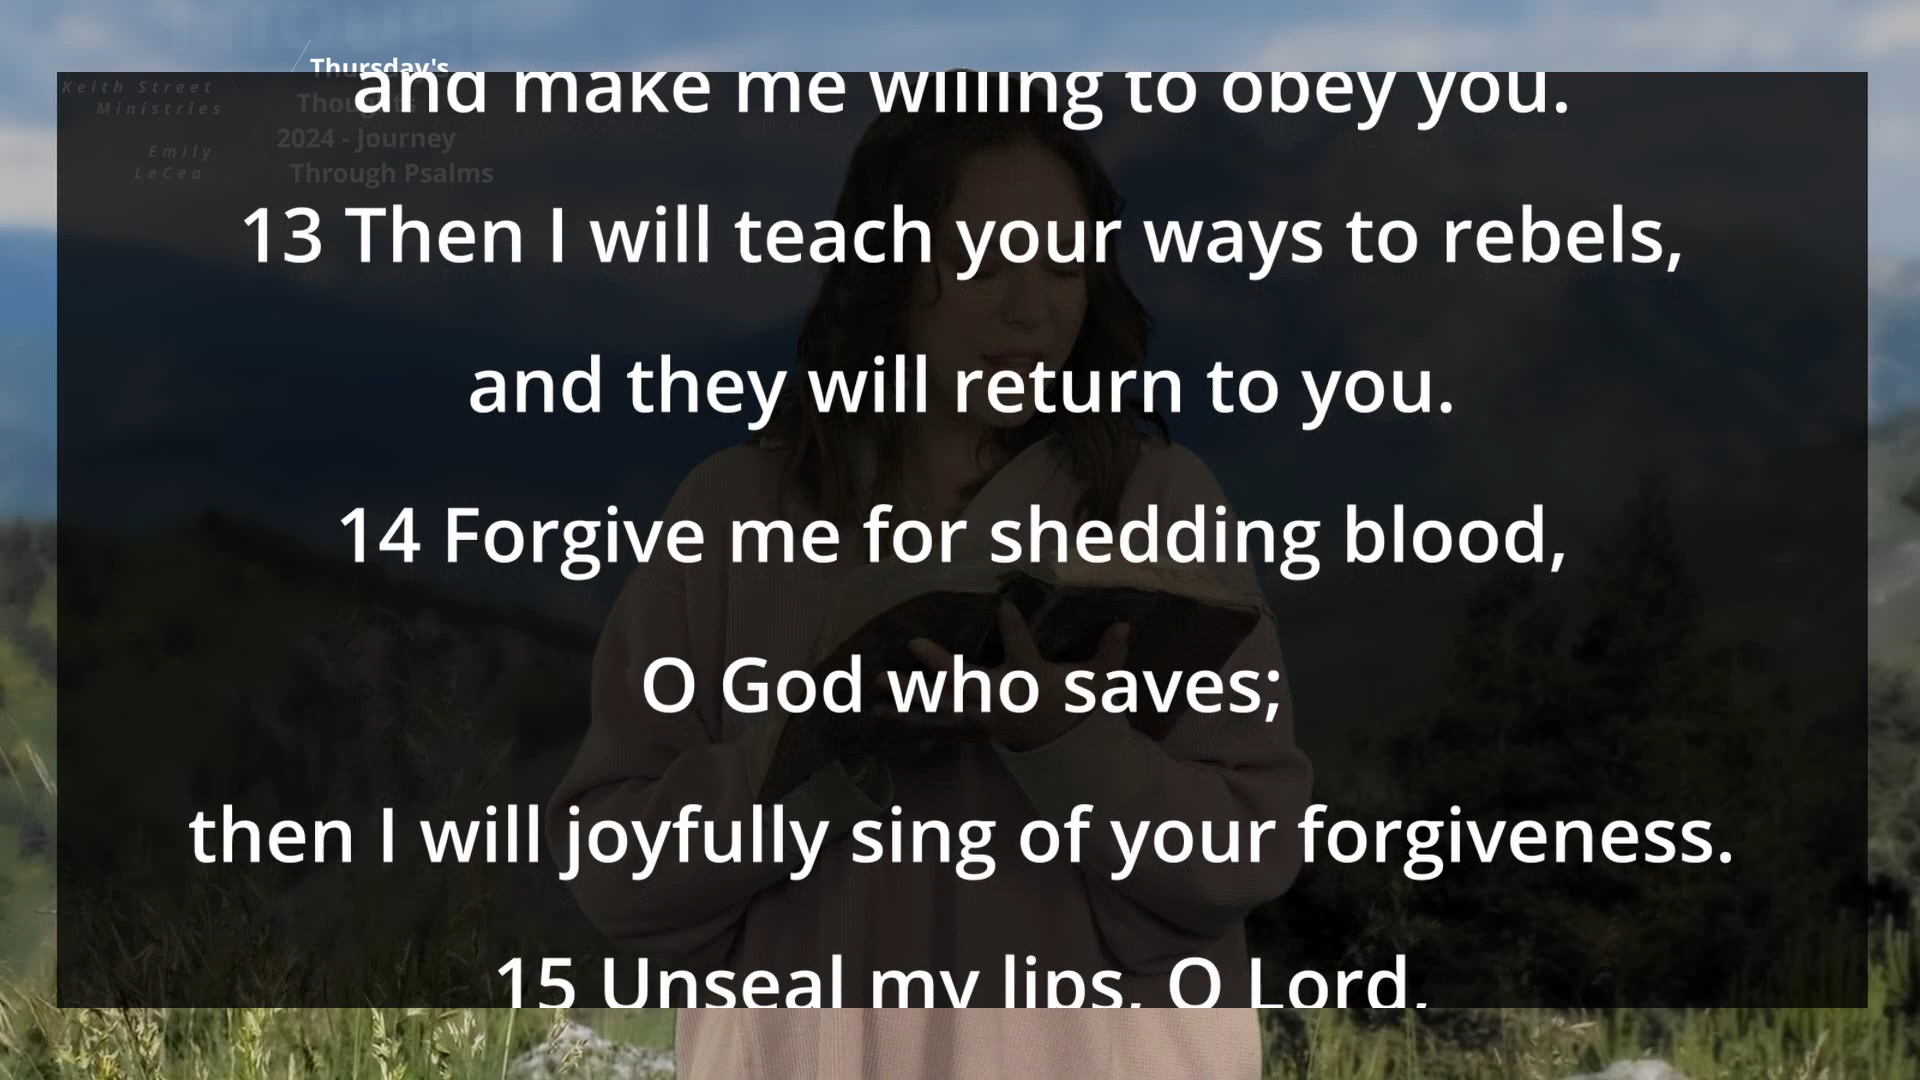 Thursday's
Thoughts
2024 - Journey
Through Psalms
Keith Street
Ministries
Emily
LeCea
and make me willing to obey you.
13 Then I will teach your ways to rebels,
and they will return to you.
14 Forgive me for shedding blood,
O God who saves;
then I will joyfully sing of your forgiveness.
15 Unseal my lips, O Lord,